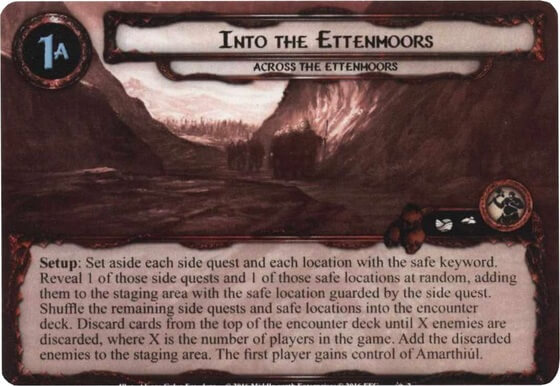 1A
INTO THE ETTENMOORS
ACROSS THE ETTENMOORS
Setup: Set aside each side quest and each location with the safe keyword.
Reveal 1 of those side quests and 1 of those safe locations at random, adding
them to the staging area with the safe location guarded by the side quest.
Shuffle the remaining side quests and safe locations into the encounter
deck. Discard cards from the top of the encounter deck until X enemies are
discarded, where X is the number of players in the game. Add the discarded
enemies to the staging area. The first player gains control of Amarthiúl.